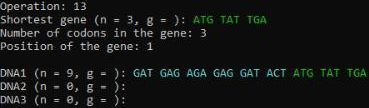 Operation: 13
Shortest gene (n = 3, g = ): ATG TAT TGA
Number of codons in the gene: 3
Position of the gene: 1
DNA1 (n = 9, g = ): GAT GAG AGA GAG GAT ACT ATG TAT TGA
DNA2 (n = 0, g = ):
DNA3 (n = 0, g = ):